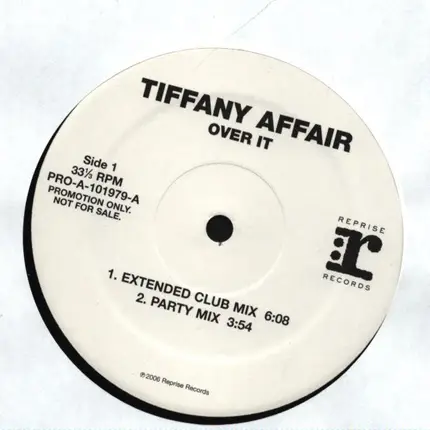 TIFFANY AFFAIR
OVER IT
Side 1
33⅓ RPM
PRO-A-101979-A
PROMOTION ONLY.
NOT FOR SALE.
REPRISE
r
RECORDS
1. EXTENDED CLUB MIX 6:08
2. PARTY MIX 3:54
℗ 2006 Reprise Records